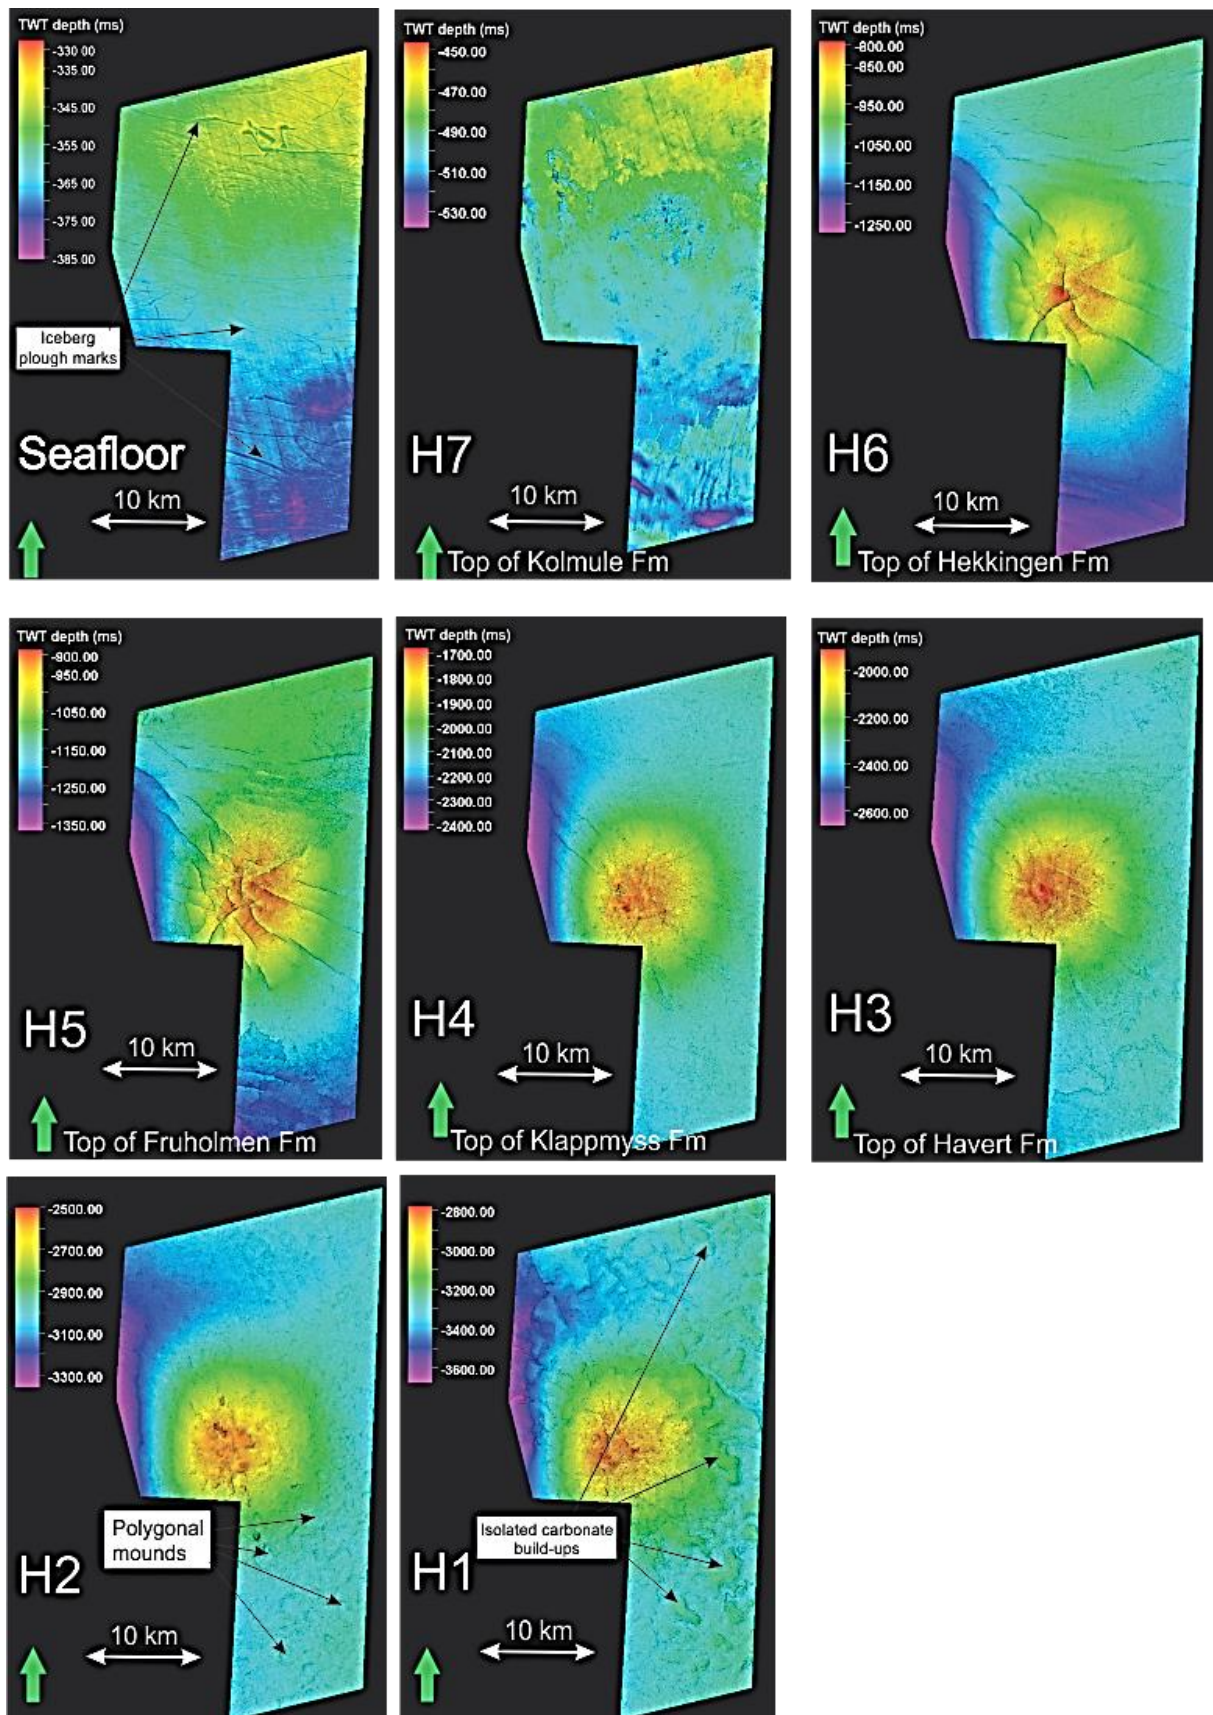 TWT depth (ms)
-330 00
-335.00
-345.00
-355.00
-365 00
-375 00
-385.00
Iceberg
plough marks
Seafloor
10 km
TWT depth (ms)
-450.00
-470.00
-490.00
-510.00
-530.00
H7
10 km
Top of Kolmule Fm
TWT depth (ms)
-800.00
-850.00
-950.00
-1050.00
-1150.00
-1250.00
H6
10 km
Top of Hekkingen Fm
TWT depth (ms)
-900.00
-950.00
-1050.00
-1150.00
-1250.00
-1350.00
H5
10 km
Top of Fruholmen Fm
TWT depth (ms)
-1700.00
-1800.00
-1900.00
-2000.00
-2100.00
-2200.00
-2300.00
-2400.00
H4
10 km
Top of Klappmyss Fm
TWT depth (ms)
-2000.00
-2200.00
-2400.00
-2600.00
H3
10 km
Top of Havert Fm
-2500.00
-2700.00
-2900.00
-3100.00
-3300.00
Polygonal
mounds
H2
10 km
-2800.00
-3000.00
-3200.00
-3400.00
-3600.00
Isolated carbonate
build-ups
H1
10 km